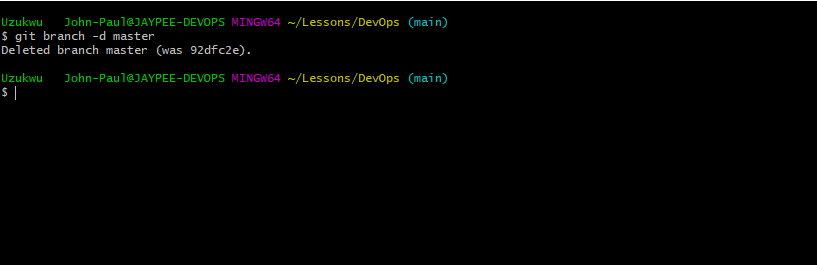 Uzukwu   John-Paul@JAYPEE-DEVOPS MINGW64 ~/Lessons/DevOps (main)
$ git branch -d master
Deleted branch master (was 92dfc2e).
Uzukwu   John-Paul@JAYPEE-DEVOPS MINGW64 ~/Lessons/DevOps (main)
$